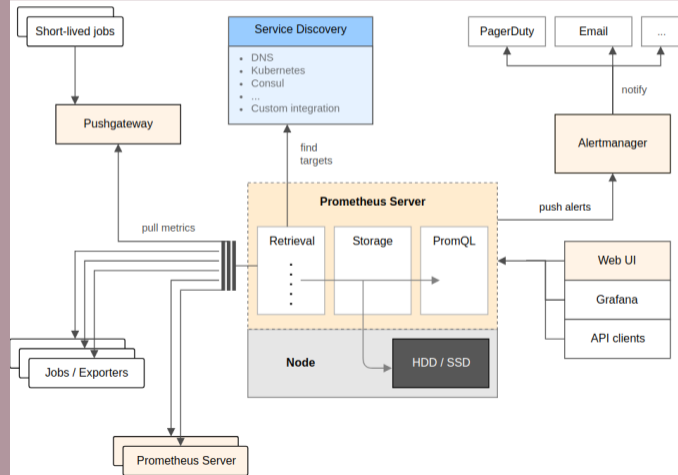 Short-lived jobs
Service Discovery
• DNS
• Kubernetes
• Consul
• ...
• Custom integration
PagerDuty
Email
...
notify
Pushgateway
Alertmanager
find
targets
Prometheus Server
push alerts
pull metrics
Retrieval
Storage
PromQL
Web UI
Grafana
API clients
Node
HDD / SSD
Jobs / Exporters
Prometheus Server